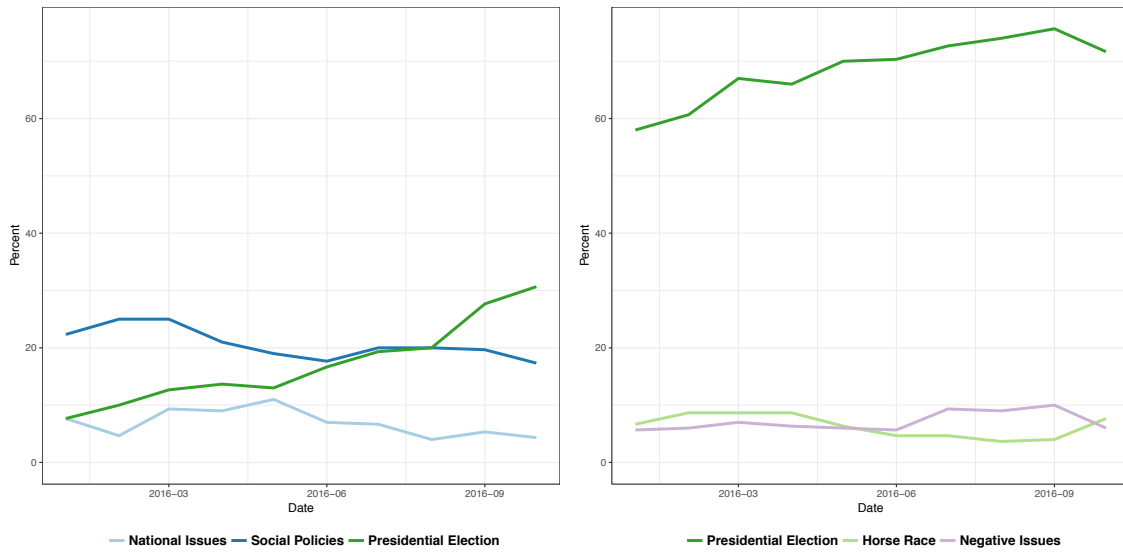 60
40
20
0
Percent
2016–03
2016–06
2016–09
Date
National Issues Social Policies Presidential Election
60
40
20
0
Percent
2016–03
2016–06
2016–09
Date
Presidential Election Horse Race Negative Issues